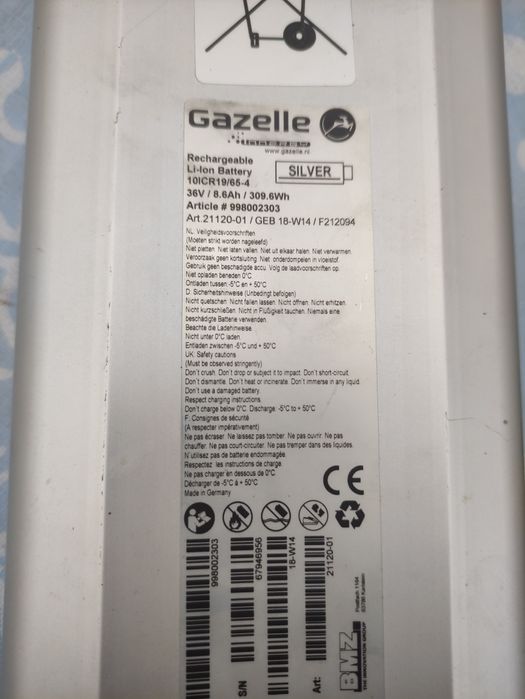 Gazelle
INNERGY
www.gazelle.nl
Rechargeable
Li-Ion Battery
SILVER
10ICR19/65-4
36V / 8.6Ah / 309.6Wh
Article # 998002303
Art.21120-01 / GEB 18-W14 / F212094
NL: Veiligheidsvoorschriften
(Moeten strikt worden nageleefd)
Niet pletten. Niet laten vallen. Niet uit elkaar halen. Niet verwarmen.
Veroorzaak geen kortsluiting. Niet onderdompelen in vloeistof.
Gebruik geen beschadigde accu. Volg de laadvoorschriften op.
Niet opladen beneden 0°C
Ontladen tussen -5°C en + 50°C
D: Sicherheitshinweise (Unbedingt befolgen)
Nicht quetschen. Nicht fallen lassen. Nicht öffnen. Nicht erhitzen.
Nicht kurzschließen. Nicht in Flüßigkeit tauchen. Niemals eine
beschädigte Batterie verwenden.
Beachte die Ladehinweise.
Nicht unter 0°C laden.
Entladen zwischen -5°C und + 50°C
UK: Safety cautions
(Must be observed stringently)
Don't crush. Don't drop or subject it to impact. Don't short-circuit.
Don't dismantle. Don't heat or incinerate. Don't immerse in any liquid.
Don't use a damaged battery.
Respect charging instructions.
Don't charge below 0°C. Discharge: -5°C to + 50°C
F: Consignes de sécurité
(A respecter impérativement)
Ne pas écraser. Ne laissez pas tomber. Ne pas ouvrir. Ne pas
chauffer. Ne pas court-circuiter. Ne pas tremper dans des liquides.
N'utilisez pas de batterie endommagée.
Respectez les instructions de charge.
Ne pas charger en dessous de 0°C.
Décharger de -5°C à + 50°C
Made in Germany
CE
998002303
S/N
67946956
18-W14
Art:
21120-01
BMZ
THE INNOVATION GROUP
Postfach 1164
63788 Karlstein